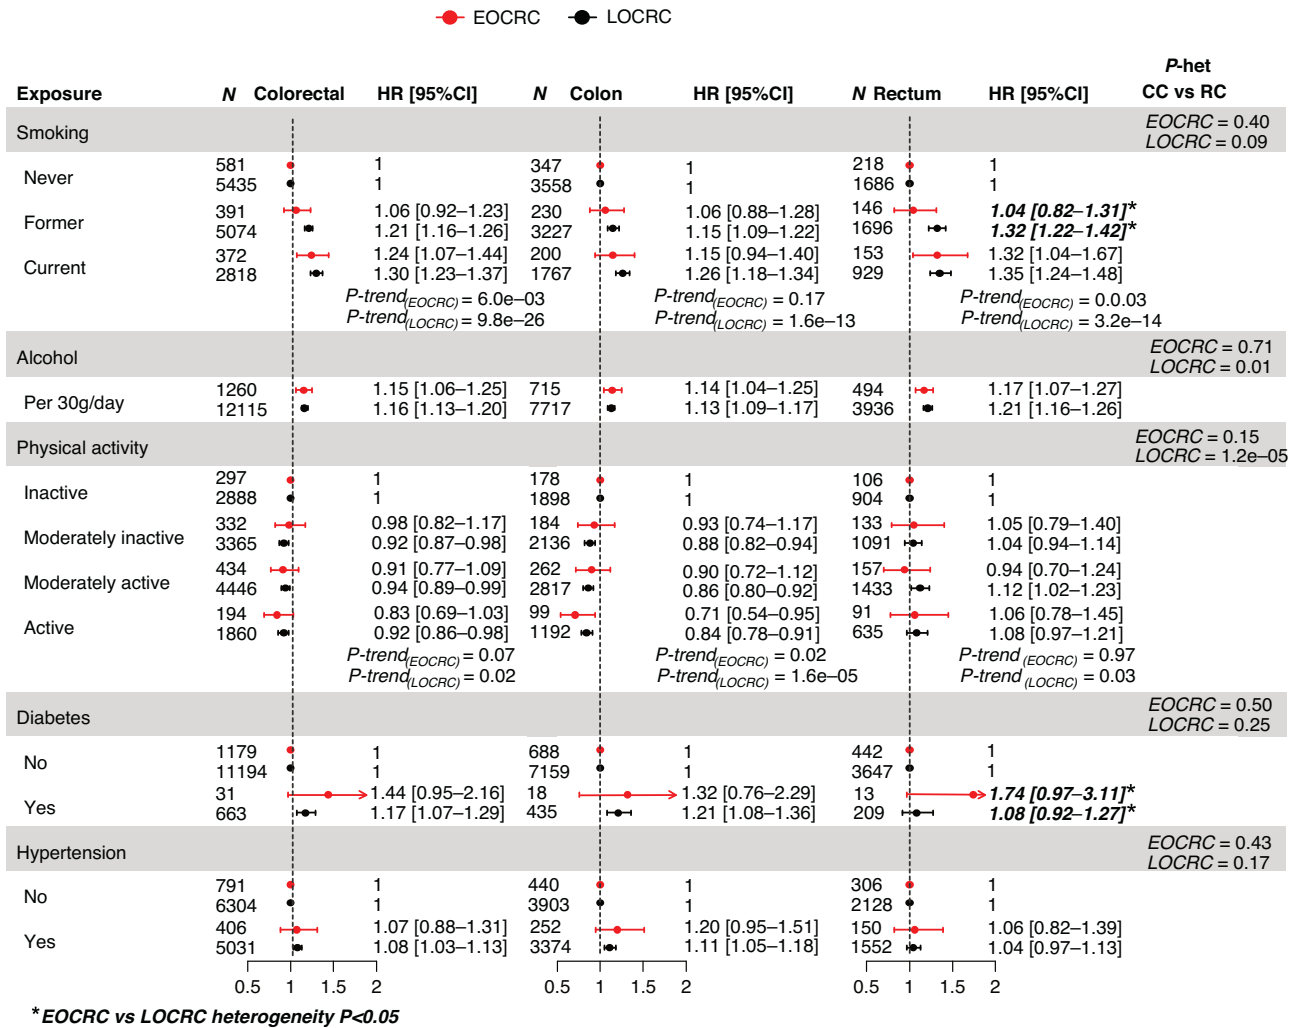 EOCRC LOCRC
P-het
Exposure N Colorectal HR [95%CI] N Colon HR [95%CI] N Rectum HR [95%CI] CC vs RC
Smoking EOCRC = 0.40
LOCRC = 0.09
Never 581 1 347 1 218 1
5435 1 3558 1 1686 1
Former 391 1.06 [0.92–1.23] 230 1.06 [0.88–1.28] 146 1.04 [0.82–1.31]*
5074 1.21 [1.16–1.26] 3227 1.15 [1.09–1.22] 1696 1.32 [1.22–1.42]*
Current 372 1.24 [1.07–1.44] 200 1.15 [0.94–1.40] 153 1.32 [1.04–1.67]
2818 1.30 [1.23–1.37] 1767 1.26 [1.18–1.34] 929 1.35 [1.24–1.48]
P-trend(EOCRC) = 6.0e–03 P-trend(EOCRC) = 0.17 P-trend(EOCRC) = 0.0.03
P-trend(LOCRC) = 9.8e–26 P-trend(LOCRC) = 1.6e–13 P-trend(LOCRC) = 3.2e–14
Alcohol EOCRC = 0.71
LOCRC = 0.01
Per 30g/day 1260 1.15 [1.06–1.25] 715 1.14 [1.04–1.25] 494 1.17 [1.07–1.27]
12115 1.16 [1.13–1.20] 7717 1.13 [1.09–1.17] 3936 1.21 [1.16–1.26]
Physical activity EOCRC = 0.15
LOCRC = 1.2e–05
Inactive 297 1 178 1 106 1
2888 1 1898 1 904 1
Moderately inactive 332 0.98 [0.82–1.17] 184 0.93 [0.74–1.17] 133 1.05 [0.79–1.40]
3365 0.92 [0.87–0.98] 2136 0.88 [0.82–0.94] 1091 1.04 [0.94–1.14]
Moderately active 434 0.91 [0.77–1.09] 262 0.90 [0.72–1.12] 157 0.94 [0.70–1.24]
4446 0.94 [0.89–0.99] 2817 0.86 [0.80–0.92] 1433 1.12 [1.02–1.23]
Active 194 0.83 [0.69–1.03] 99 0.71 [0.54–0.95] 91 1.06 [0.78–1.45]
1860 0.92 [0.86–0.98] 1192 0.84 [0.78–0.91] 635 1.08 [0.97–1.21]
P-trend(EOCRC) = 0.07 P-trend(EOCRC) = 0.02 P-trend (EOCRC) = 0.97
P-trend(LOCRC) = 0.02 P-trend(LOCRC) = 1.6e–05 P-trend(LOCRC) = 0.03
Diabetes EOCRC = 0.50
LOCRC = 0.25
No 1179 1 688 1 442 1
11194 1 7159 1 3647 1
Yes 31 1.44 [0.95–2.16] 18 1.32 [0.76–2.29] 13 1.74 [0.97–3.11]*
663 1.17 [1.07–1.29] 435 1.21 [1.08–1.36] 209 1.08 [0.92–1.27]*
Hypertension EOCRC = 0.43
LOCRC = 0.17
No 791 1 440 1 306 1
6304 1 3903 1 2128 1
Yes 406 1.07 [0.88–1.31] 252 1.20 [0.95–1.51] 150 1.06 [0.82–1.39]
5031 1.08 [1.03–1.13] 3374 1.11 [1.05–1.18] 1552 1.04 [0.97–1.13]
0.5 1 1.5 2 0.5 1 1.5 2 0.5 1 1.5 2
*EOCRC vs LOCRC heterogeneity P<0.05